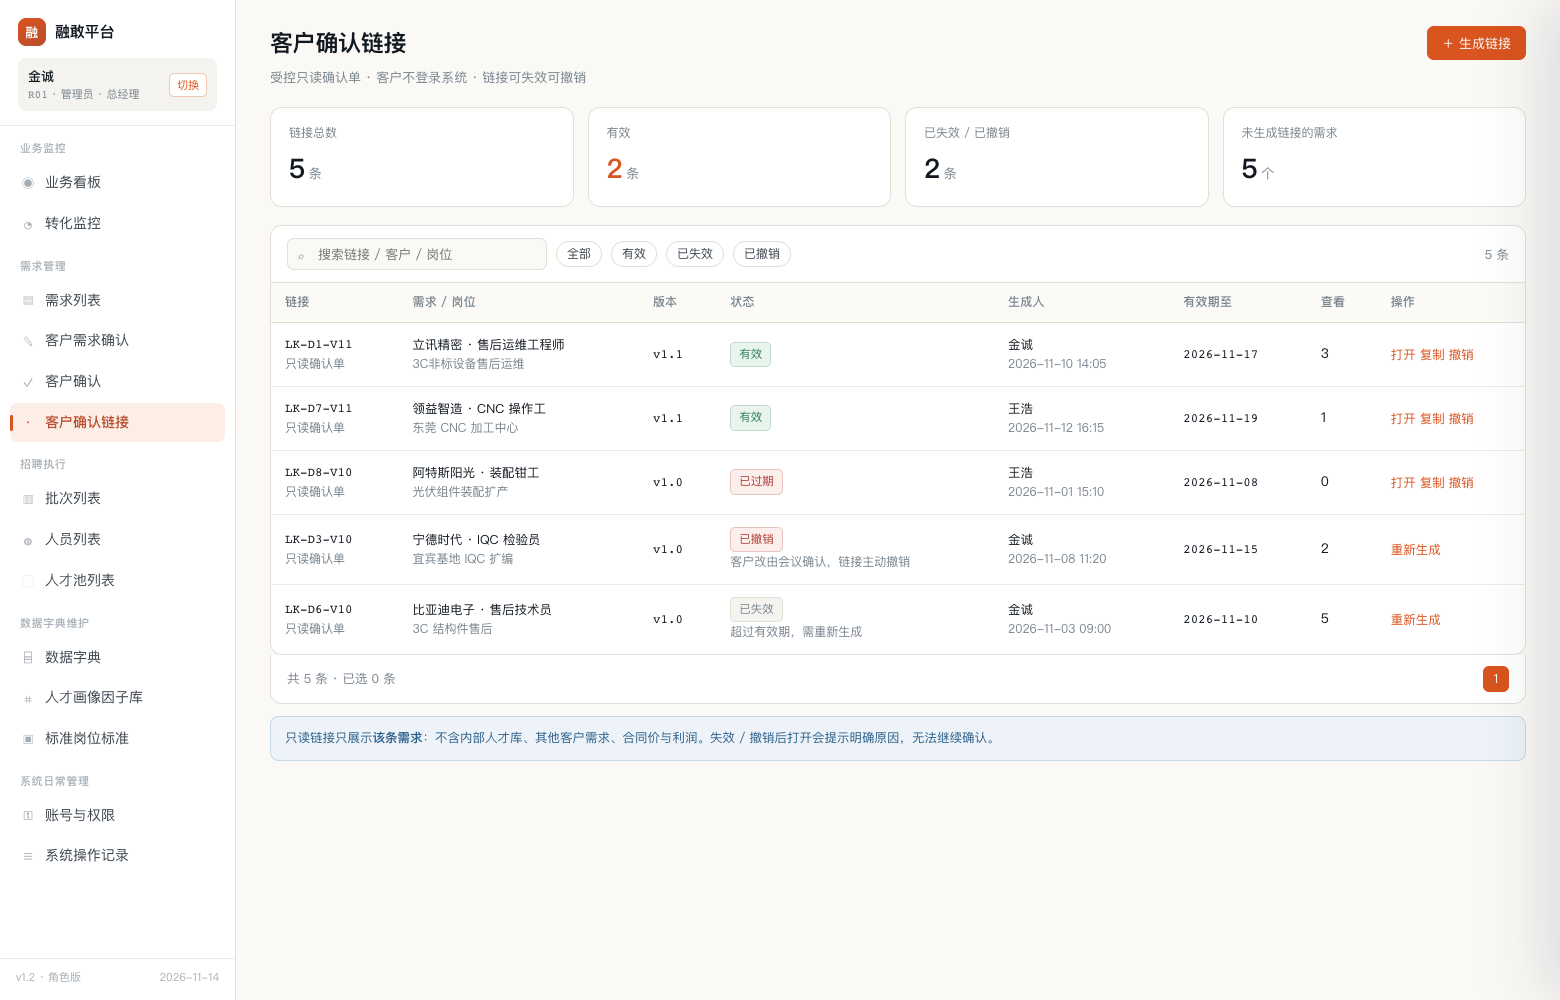 融 融敢平台
金诚
R01 · 管理员 · 总经理
切换
业务监控
业务看板
转化监控
需求管理
需求列表
客户需求确认
客户确认
客户确认链接
招聘执行
批次列表
人员列表
人才池列表
数据字典维护
数据字典
人才画像因子库
标准岗位标准
系统日常管理
账号与权限
系统操作记录
v1.2 · 角色版 2026-11-14
客户确认链接
受控只读确认单 · 客户不登录系统 · 链接可失效可撤销
+ 生成链接
链接总数
5 条
有效
2 条
已失效 / 已撤销
2 条
未生成链接的需求
5 个
搜索链接 / 客户 / 岗位 全部 有效 已失效 已撤销 5 条
链接 需求 / 岗位 版本 状态 生成人 有效期至 查看 操作
LK-D1-V11 立讯精密 · 售后运维工程师 v1.1 有效 金诚 2026-11-17 3 打开 复制 撤销
只读确认单 3C非标设备售后运维 2026-11-10 14:05
LK-D7-V11 领益智造 · CNC 操作工 v1.1 有效 王浩 2026-11-19 1 打开 复制 撤销
只读确认单 东莞 CNC 加工中心 2026-11-12 16:15
LK-D8-V10 阿特斯阳光 · 装配钳工 v1.0 已过期 王浩 2026-11-08 0 打开 复制 撤销
只读确认单 光伏组件装配扩产 2026-11-01 15:10
LK-D3-V10 宁德时代 · IQC 检验员 v1.0 已撤销 金诚 2026-11-15 2 重新生成
只读确认单 宜宾基地 IQC 扩编 客户改由会议确认，链接主动撤销 2026-11-08 11:20
LK-D6-V10 比亚迪电子 · 售后技术员 v1.0 已失效 金诚 2026-11-10 5 重新生成
只读确认单 3C 结构件售后 超过有效期，需重新生成 2026-11-03 09:00
共 5 条 · 已选 0 条 1
只读链接只展示该条需求：不含内部人才库、其他客户需求、合同价与利润。失效 / 撤销后打开会提示明确原因，无法继续确认。